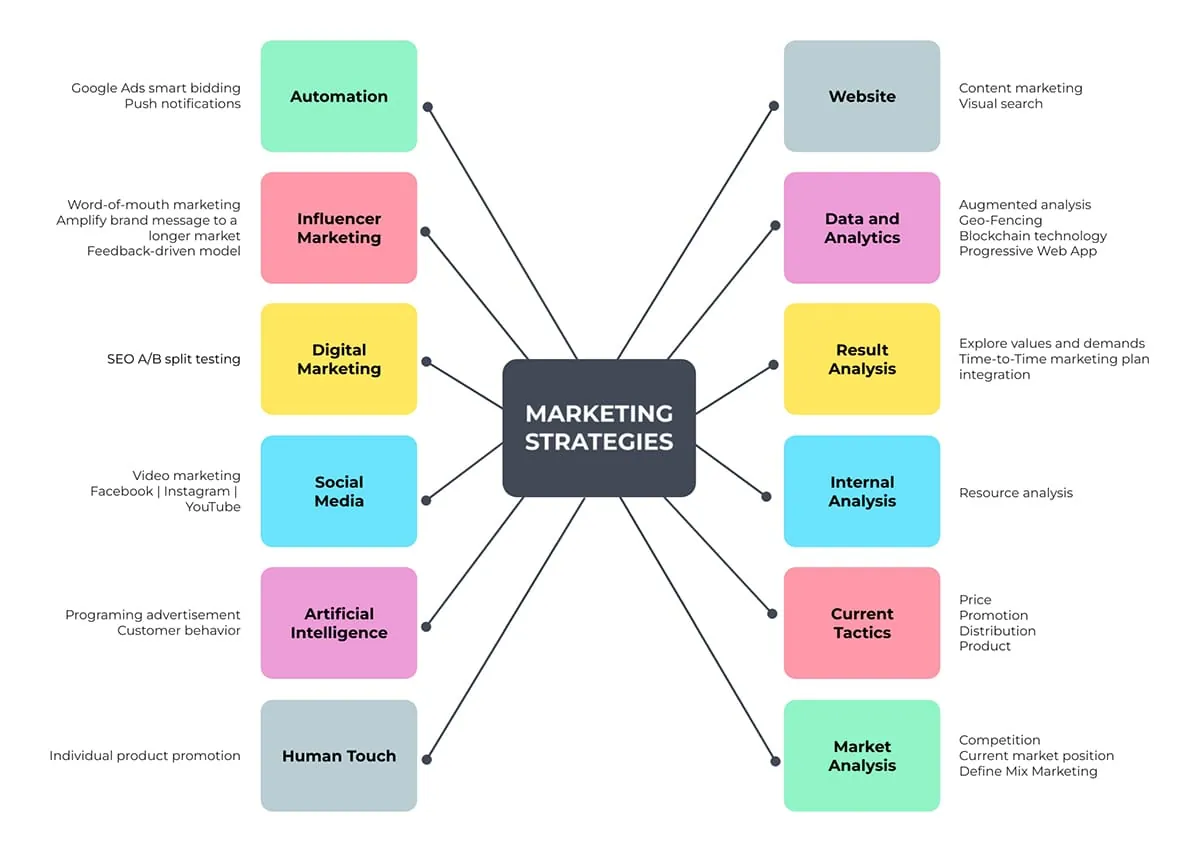 Google Ads smart bidding
Push notifications
Automation
Word-of-mouth marketing
Amplify brand message to a
longer market
Feedback-driven model
Influencer
Marketing
SEO A/B split testing
Digital
Marketing
Video marketing
Facebook | Instagram |
YouTube
Social
Media
Programing advertisement
Customer behavior
Artificial
Intelligence
Individual product promotion
Human Touch
MARKETING
STRATEGIES
Website
Content marketing
Visual search
Data and
Analytics
Augmented analysis
Geo-Fencing
Blockchain technology
Progressive Web App
Result
Analysis
Explore values and demands
Time-to-Time marketing plan
integration
Internal
Analysis
Resource analysis
Current
Tactics
Price
Promotion
Distribution
Product
Market
Analysis
Competition
Current market position
Define Mix Marketing